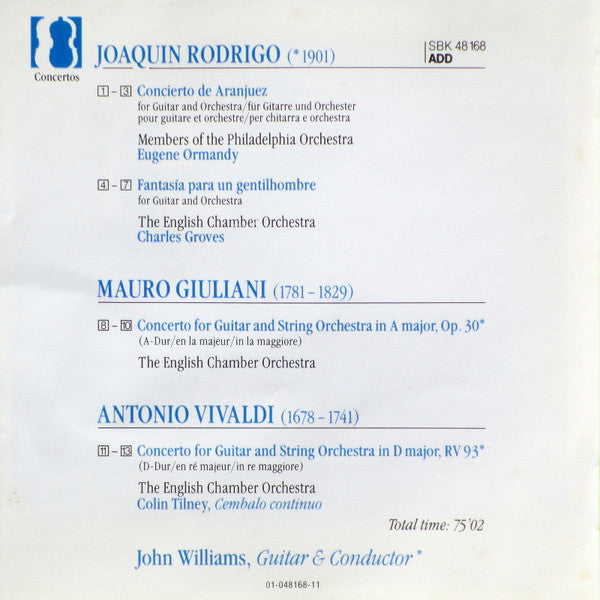 Concertos
JOAQUIN RODRIGO (*1901)
SBK 48168
ADD
1 – 3 Concierto de Aranjuez
for Guitar and Orchestra/für Gitarre und Orchester
pour guitare et orchestre/per chitarra e orchestra
Members of the Philadelphia Orchestra
Eugene Ormandy
4 – 7 Fantasía para un gentilhombre
for Guitar and Orchestra
The English Chamber Orchestra
Charles Groves
MAURO GIULIANI (1781 – 1829)
8 – 10 Concerto for Guitar and String Orchestra in A major, Op. 30*
(A-Dur/en la majeur/in la maggiore)
The English Chamber Orchestra
ANTONIO VIVALDI (1678 – 1741)
11 – 13 Concerto for Guitar and String Orchestra in D major, RV 93*
(D-Dur/en ré majeur/in re maggiore)
The English Chamber Orchestra
Colin Tilney, Cembalo continuo
Total time: 75'02
John Williams, Guitar & Conductor*
01-048168-11